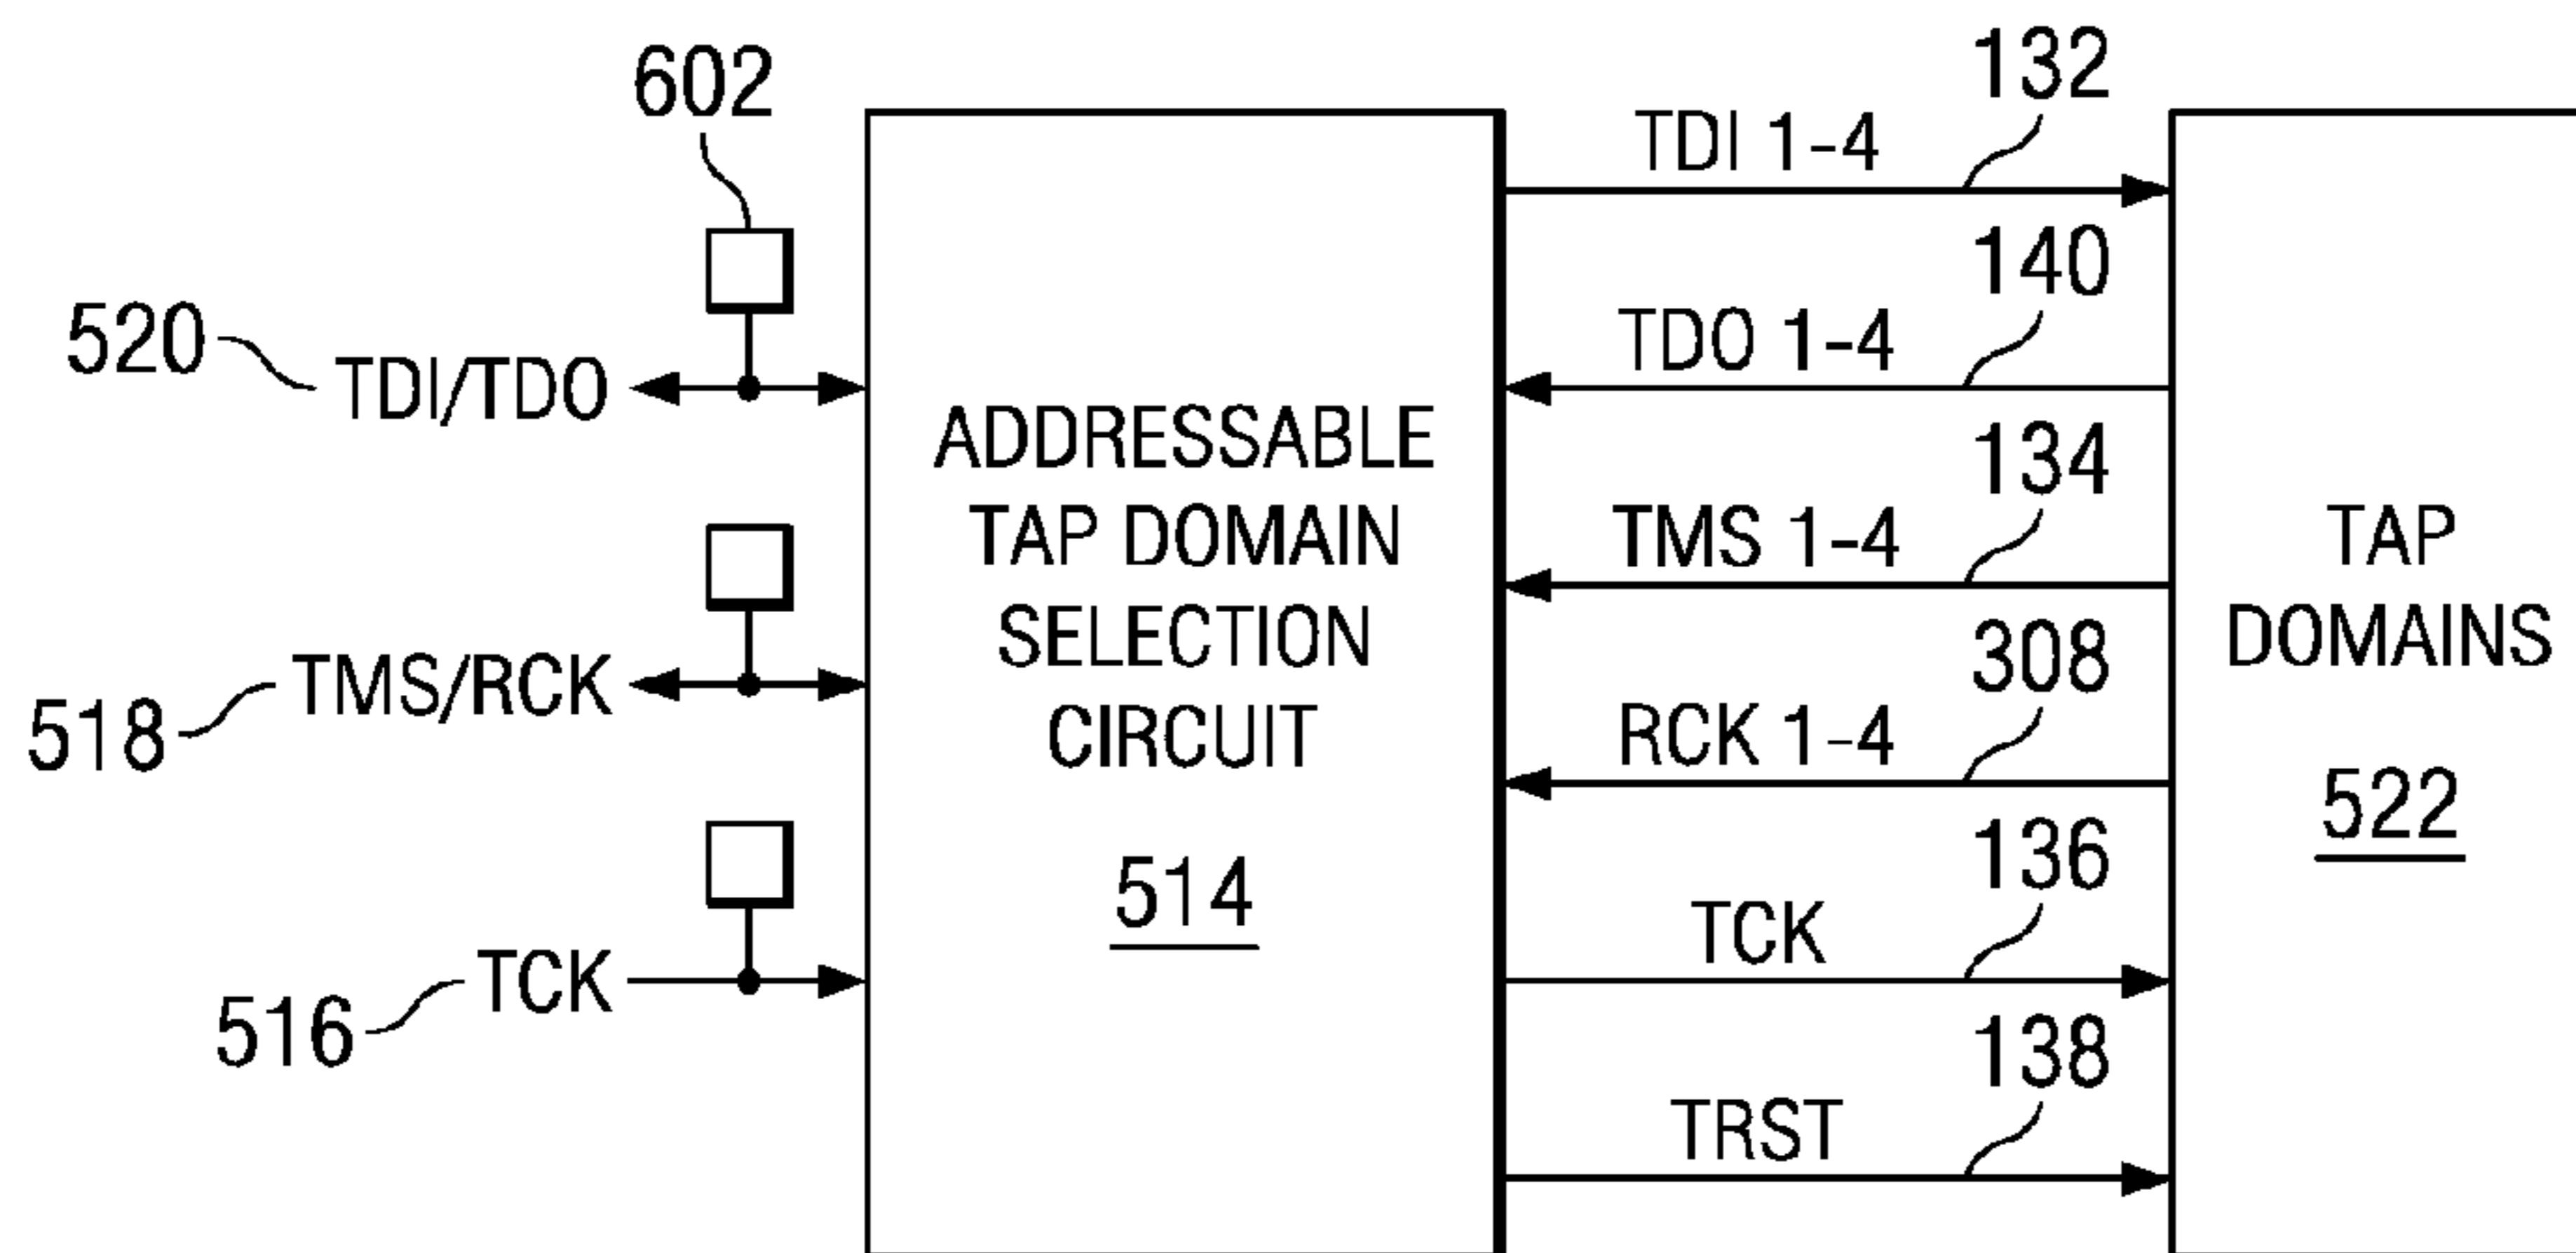 602
132
TDI 1-4
140
520
TDI/TDO
TDO 1-4
134
ADDRESSABLE
TAP DOMAIN
SELECTION
CIRCUIT
514
TMS 1-4
TAP
DOMAINS
522
308
518
TMS/RCK
RCK 1-4
136
516
TCK
TCK
138
TRST